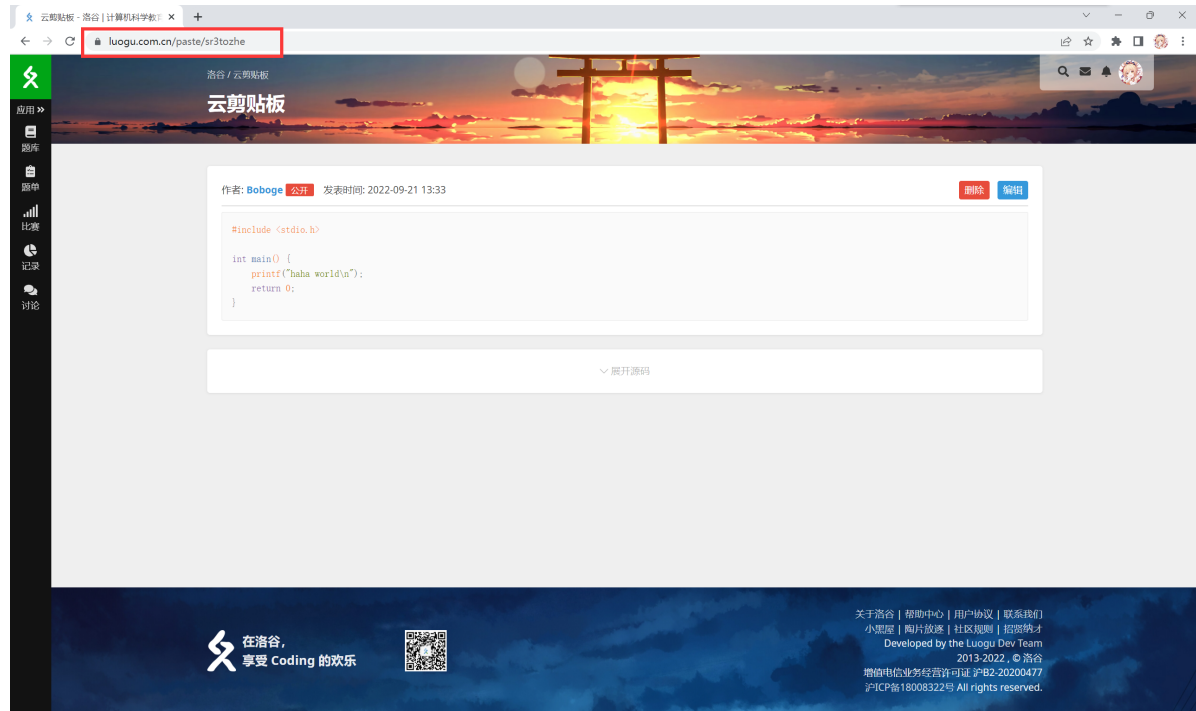 云剪贴板 - 洛谷 | 计算机科学教育
luogu.com.cn/paste/sr3tozhe
应用
题库
题单
比赛
记录
讨论
洛谷 / 云剪贴板
云剪贴板
作者: Boboge 公开 发表时间: 2022-09-21 13:33
删除 编辑
#include <stdio.h>
int main() {
printf("haha world\n");
return 0;
}
展开源码
在洛谷,
享受 Coding 的欢乐
关于洛谷 | 帮助中心 | 用户协议 | 联系我们
小黑屋 | 陶片放逐 | 社区规则 | 招贤纳才
Developed by the Luogu Dev Team
2013-2022 , © 洛谷
增值电信业务经营许可证 沪B2-20200477
沪ICP备18008322号 All rights reserved.